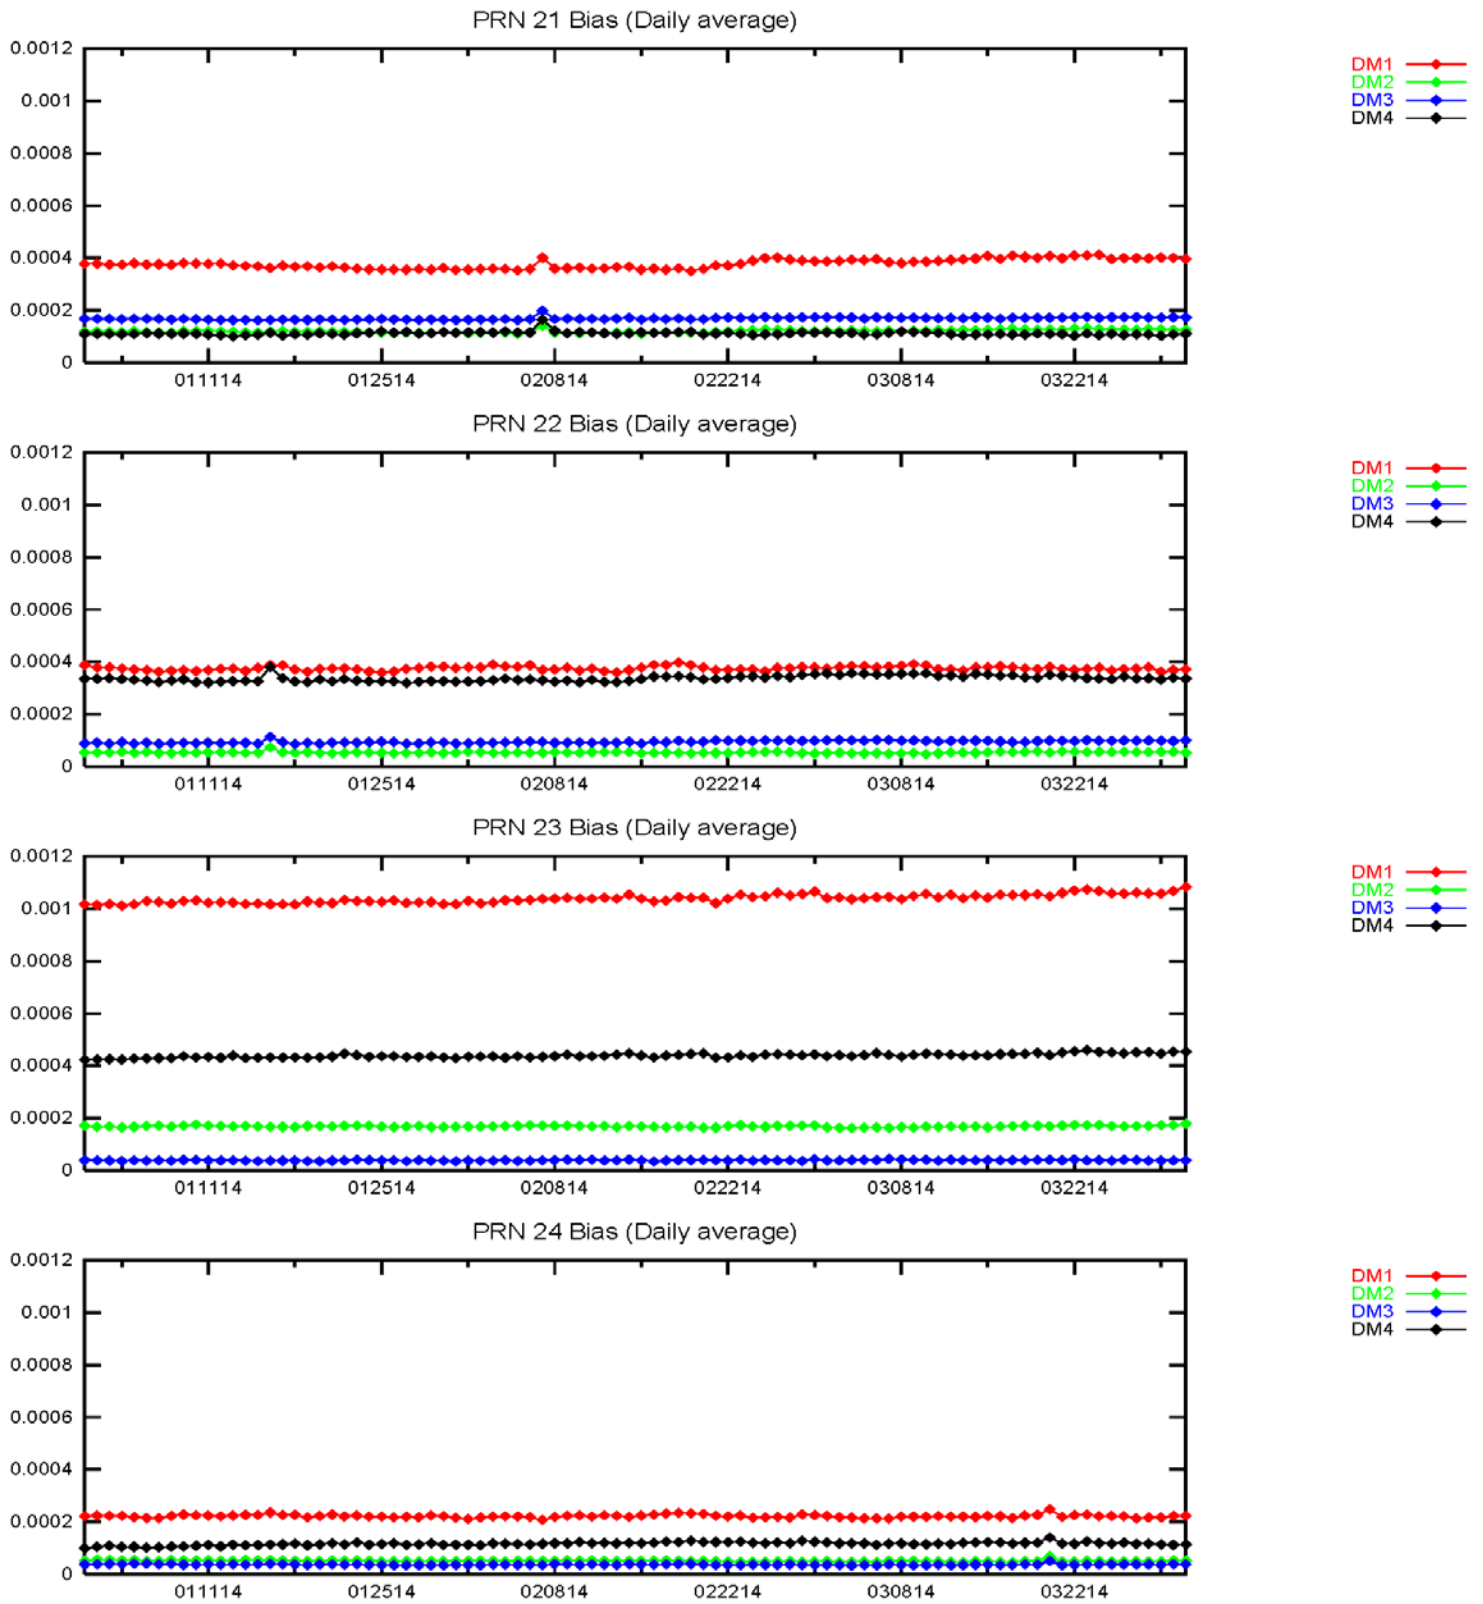 PRN 21 Bias (Daily average)
0.0012
0.001
0.0008
0.0006
0.0004
0.0002
0
011114 012514 020814 022214 030814 032214
DM1
DM2
DM3
DM4
PRN 22 Bias (Daily average)
0.0012
0.001
0.0008
0.0006
0.0004
0.0002
0
011114 012514 020814 022214 030814 032214
DM1
DM2
DM3
DM4
PRN 23 Bias (Daily average)
0.0012
0.001
0.0008
0.0006
0.0004
0.0002
0
011114 012514 020814 022214 030814 032214
DM1
DM2
DM3
DM4
PRN 24 Bias (Daily average)
0.0012
0.001
0.0008
0.0006
0.0004
0.0002
0
011114 012514 020814 022214 030814 032214
DM1
DM2
DM3
DM4